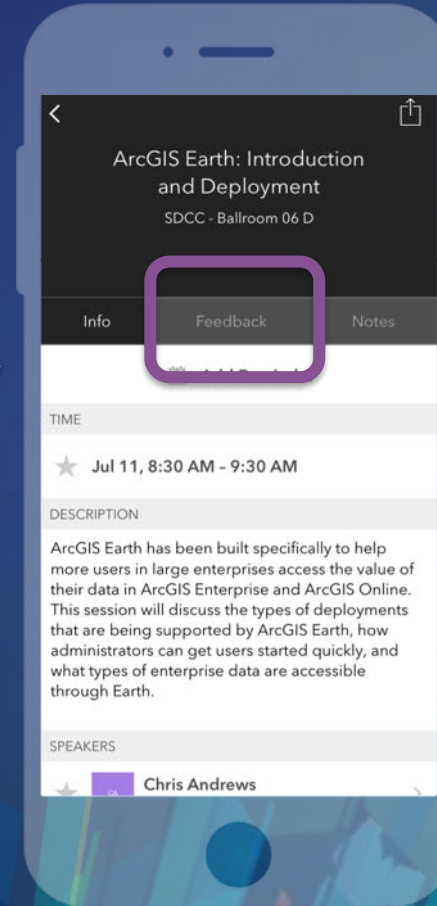 ArcGIS Earth: Introduction
and Deployment
SDCC - Ballroom 06 D
Info Feedback Notes
TIME
Jul 11, 8:30 AM – 9:30 AM
DESCRIPTION
ArcGIS Earth has been built specifically to help
more users in large enterprises access the value of
their data in ArcGIS Enterprise and ArcGIS Online.
This session will discuss the types of deployments
that are being supported by ArcGIS Earth, how
administrators can get users started quickly, and
what types of enterprise data are accessible
through Earth.
SPEAKERS
CA
Chris Andrews